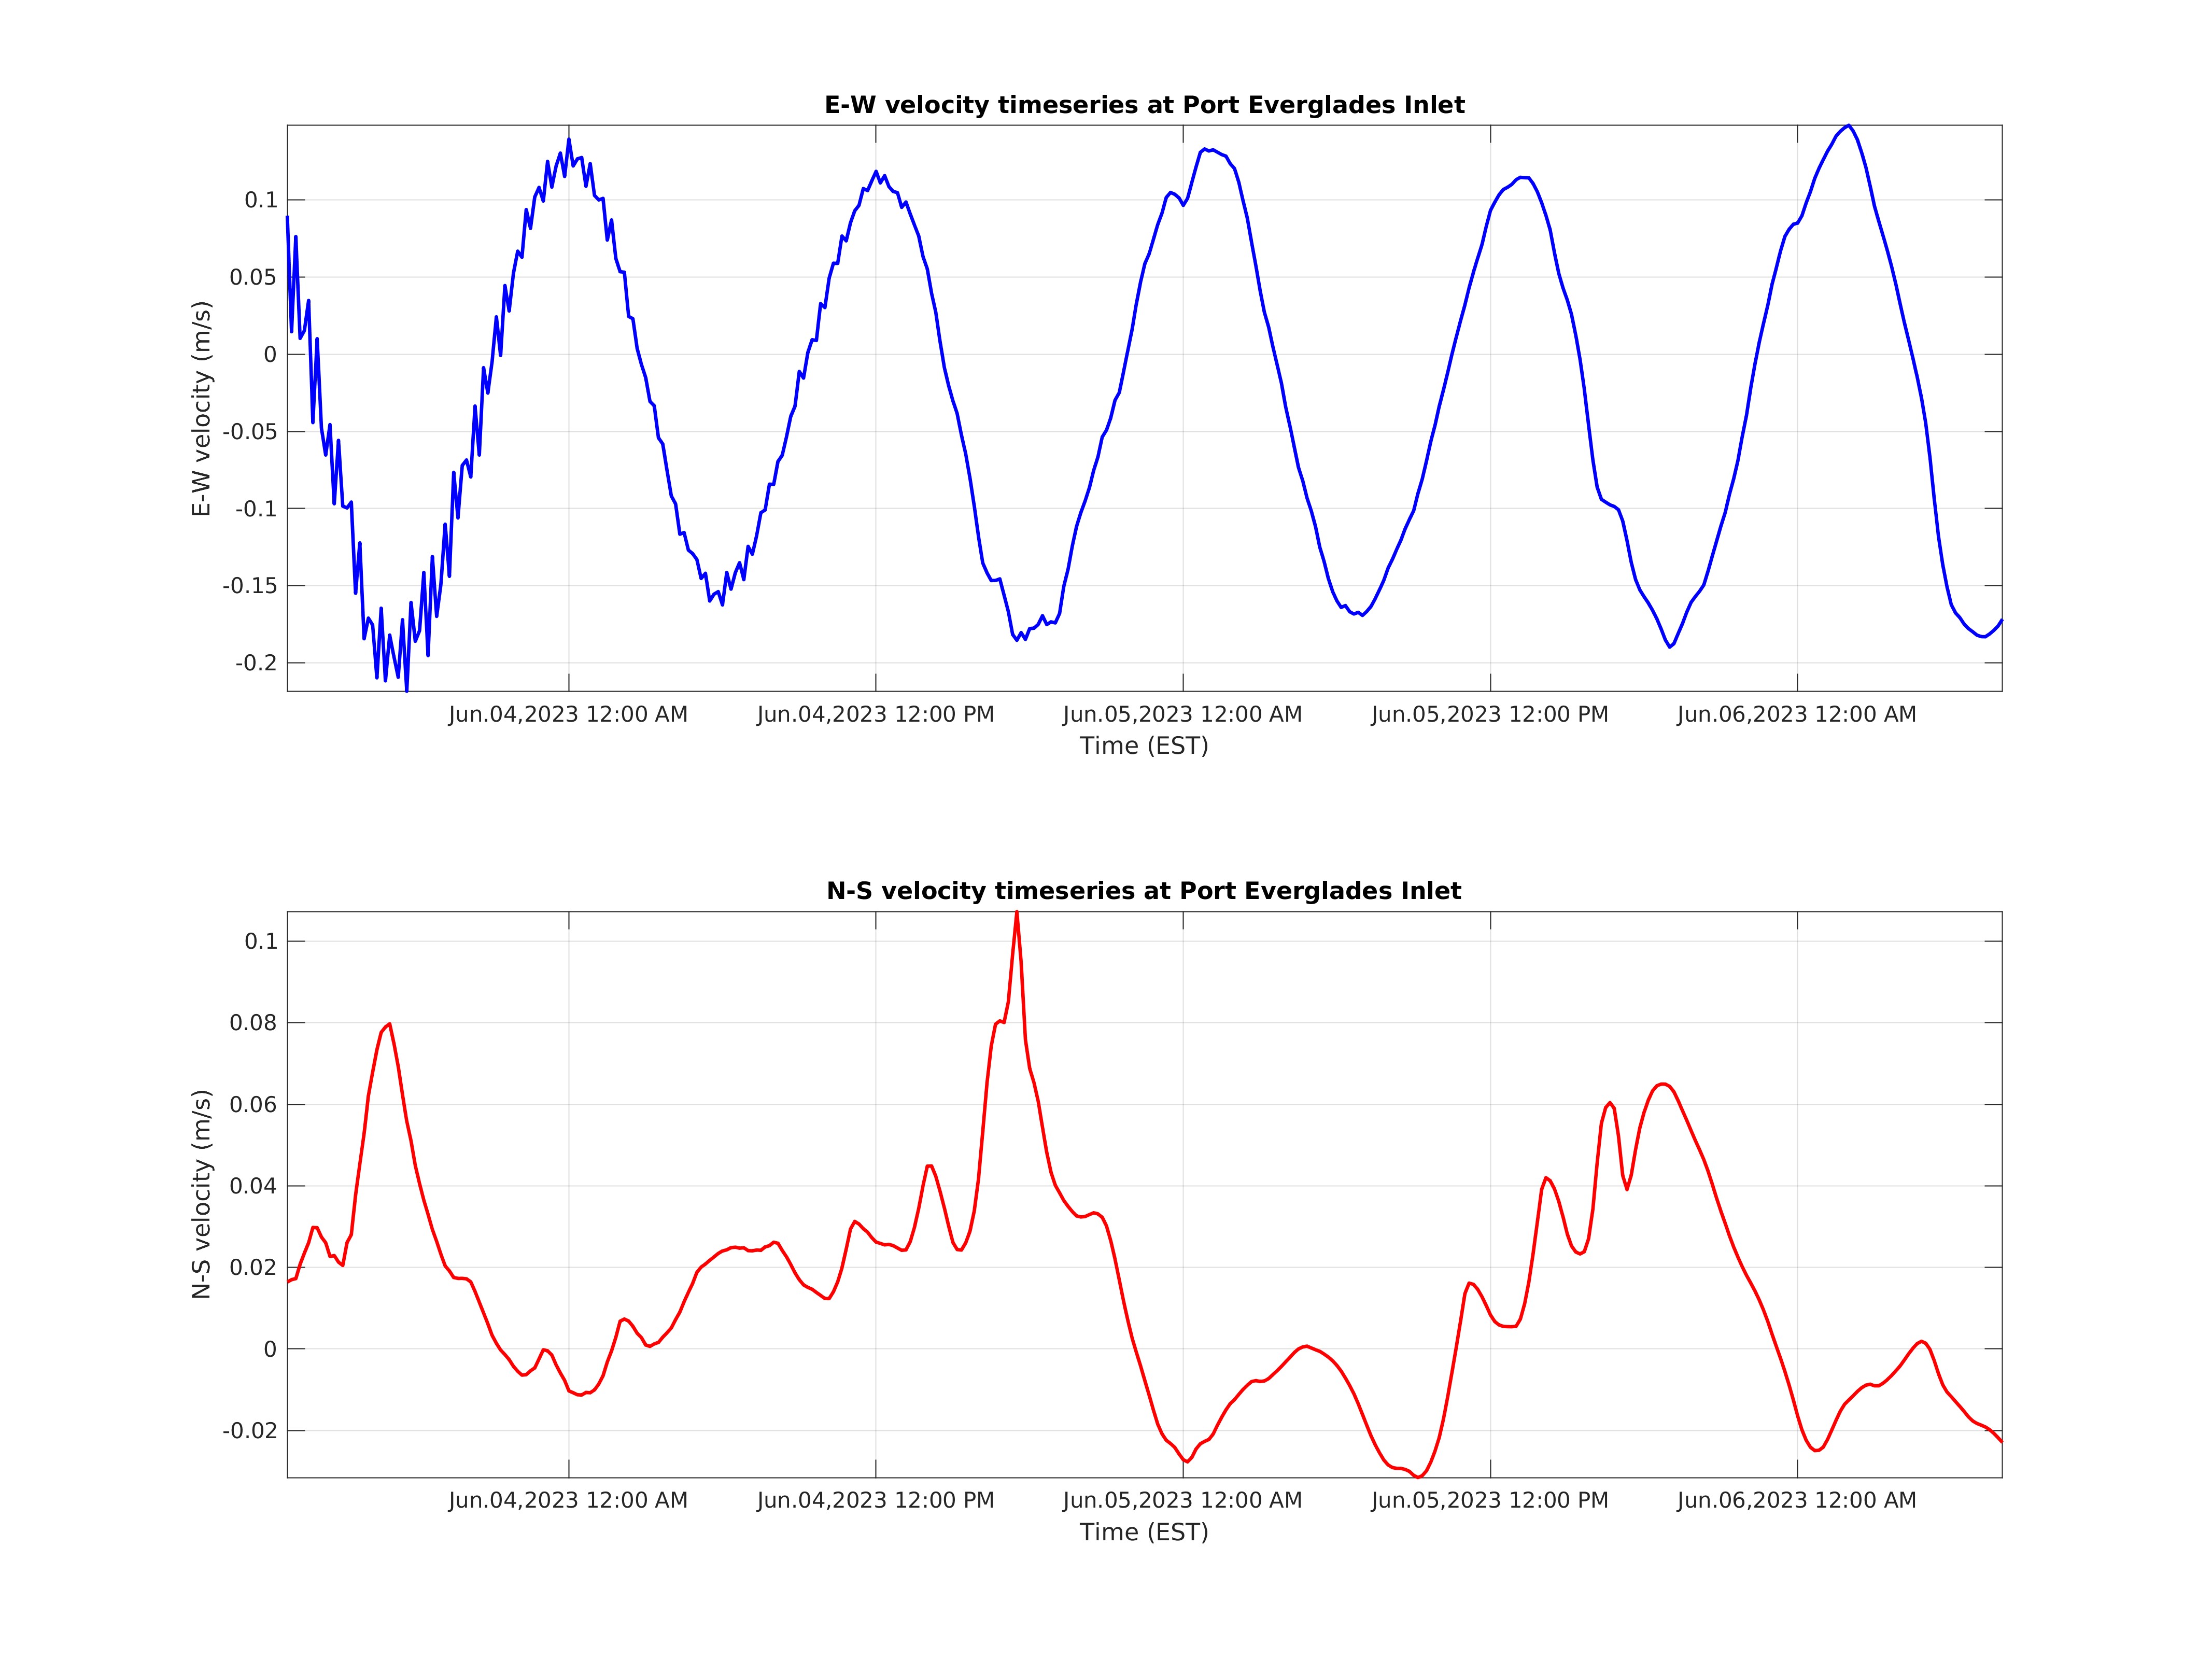 E-W velocity timeseries at Port Everglades Inlet
E-W velocity (m/s)
0.1
0.05
0
-0.05
-0.1
-0.15
-0.2
Jun.04,2023 12:00 AM Jun.04,2023 12:00 PM Jun.05,2023 12:00 AM Jun.05,2023 12:00 PM Jun.06,2023 12:00 AM
Time (EST)
N-S velocity timeseries at Port Everglades Inlet
N-S velocity (m/s)
0.1
0.08
0.06
0.04
0.02
0
-0.02
Jun.04,2023 12:00 AM Jun.04,2023 12:00 PM Jun.05,2023 12:00 AM Jun.05,2023 12:00 PM Jun.06,2023 12:00 AM
Time (EST)